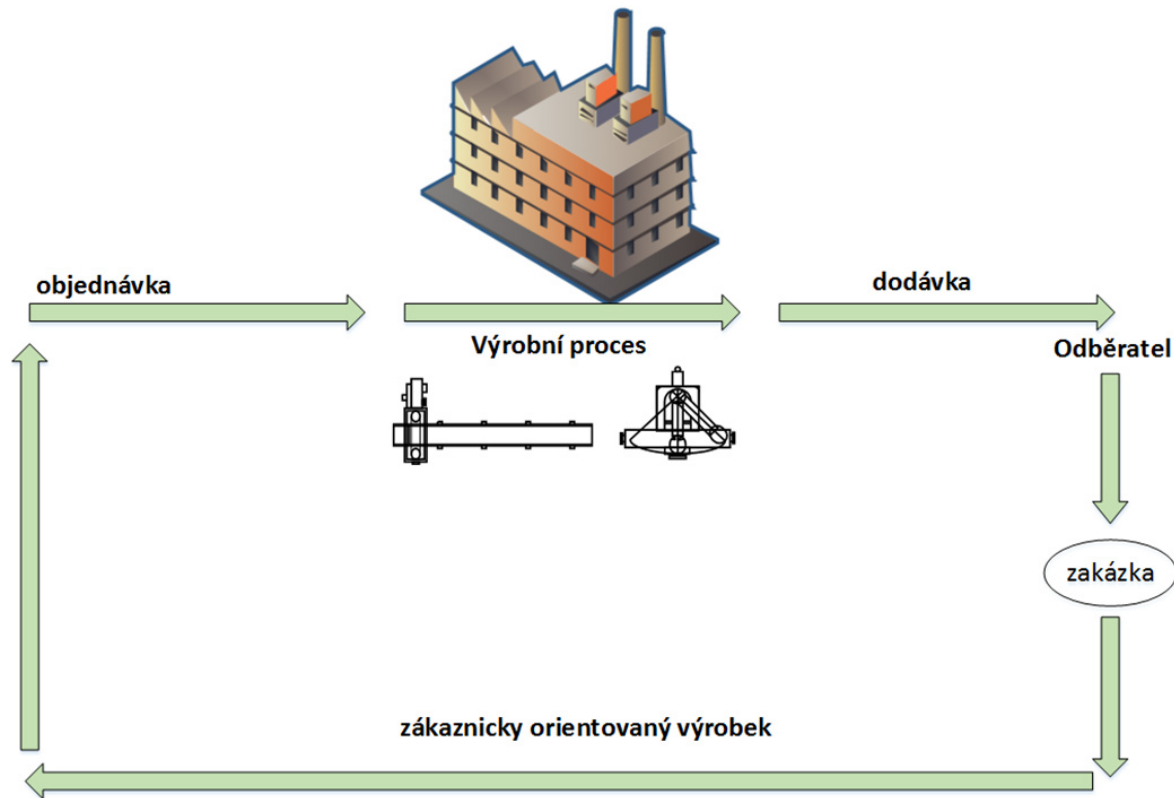 objednávka
dodávka
Výrobní proces
Odběratel
zakázka
zákaznicky orientovaný výrobek